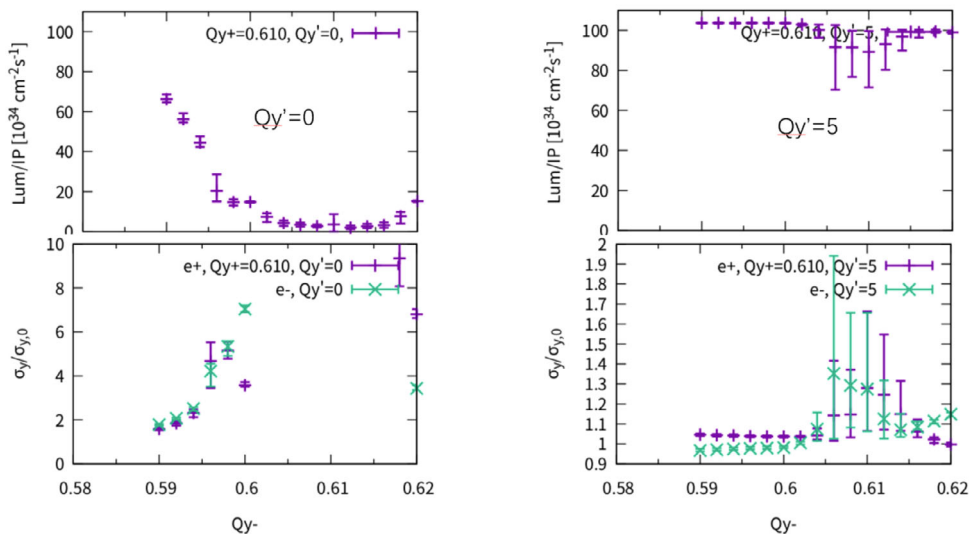 Qy+=0.610, Qy'=0,
100
80
60
40
20
0
Lum/IP [10³⁴ cm⁻²s⁻¹]
Qy'=0
e+, Qy+=0.610, Qy'=0
e-, Qy'=0
10
8
6
4
2
0
σy/σy,0
0.58
0.59
0.6
0.61
0.62
Qy-
Qy+=0.610, Qy'=5,
100
80
60
40
20
0
Lum/IP [10³⁴ cm⁻²s⁻¹]
Qy'=5
e+, Qy+=0.610, Qy'=5
e-, Qy'=5
2
1.9
1.8
1.7
1.6
1.5
1.4
1.3
1.2
1.1
1
0.9
σy/σy,0
0.58
0.59
0.6
0.61
0.62
Qy-